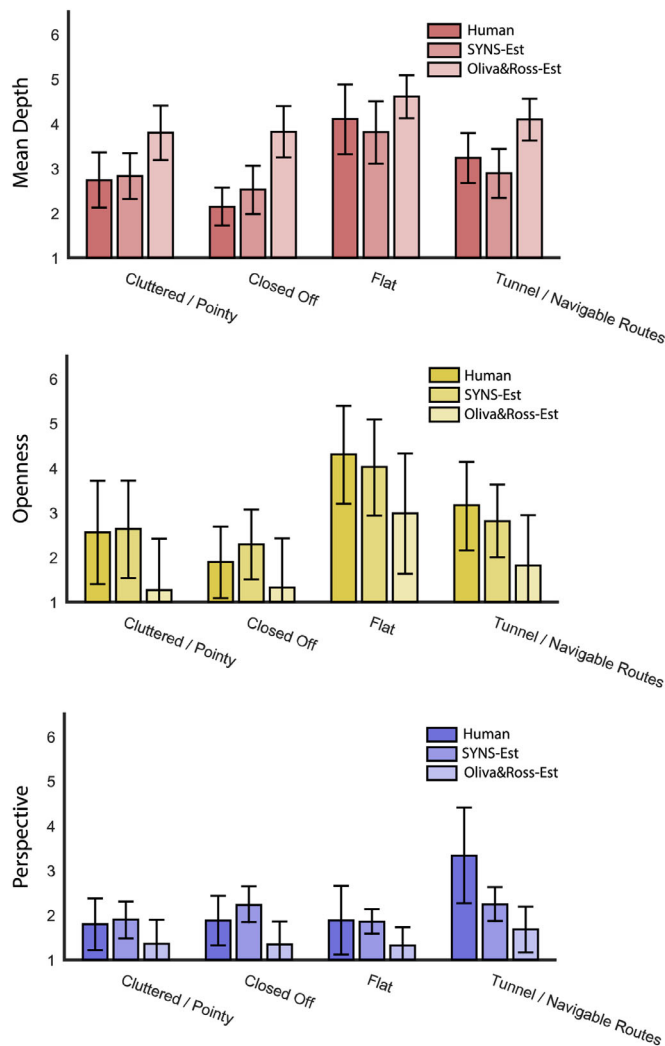 Mean Depth
6
5
4
3
2
1
Human
SYNS-Est
Oliva&Ross-Est
Cluttered / Pointy
Closed Off
Flat
Tunnel / Navigable Routes
Openness
6
5
4
3
2
1
Human
SYNS-Est
Oliva&Ross-Est
Cluttered / Pointy
Closed Off
Flat
Tunnel / Navigable Routes
Perspective
6
5
4
3
2
1
Human
SYNS-Est
Oliva&Ross-Est
Cluttered / Pointy
Closed Off
Flat
Tunnel / Navigable Routes